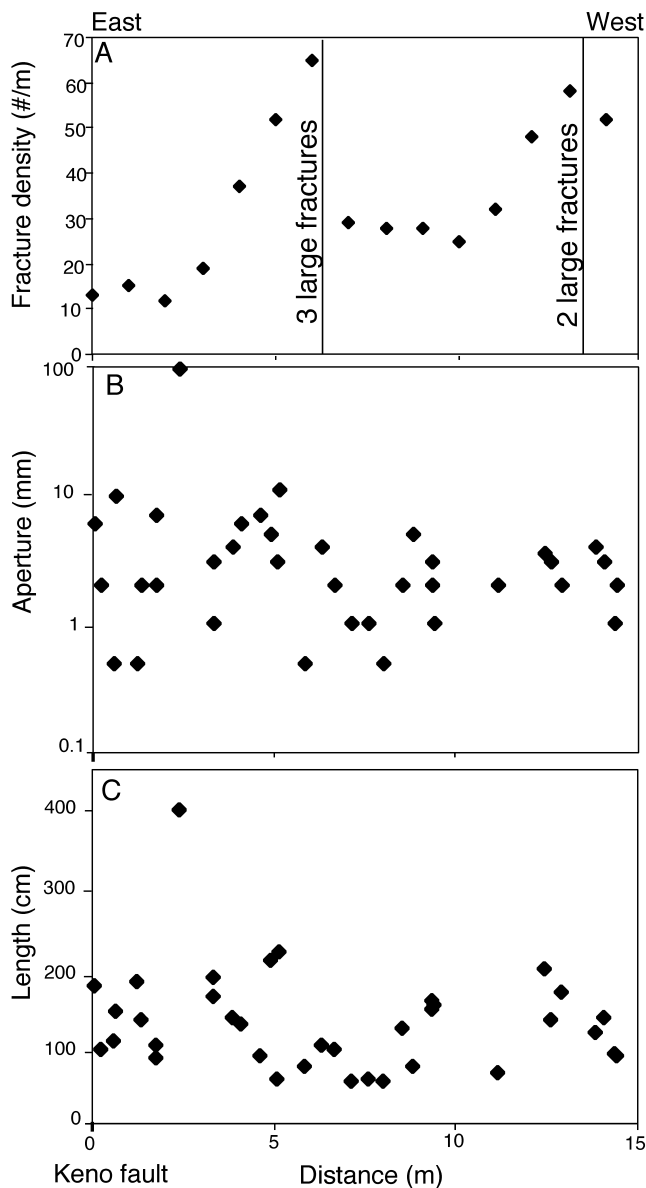 East
West
A
70
60
50
40
30
20
10
0
Fracture density (#/m)
3 large fractures
2 large fractures
B
100
10
1
0.1
Aperture (mm)
C
400
300
200
100
0
Length (cm)
0
5
10
15
Keno fault
Distance (m)